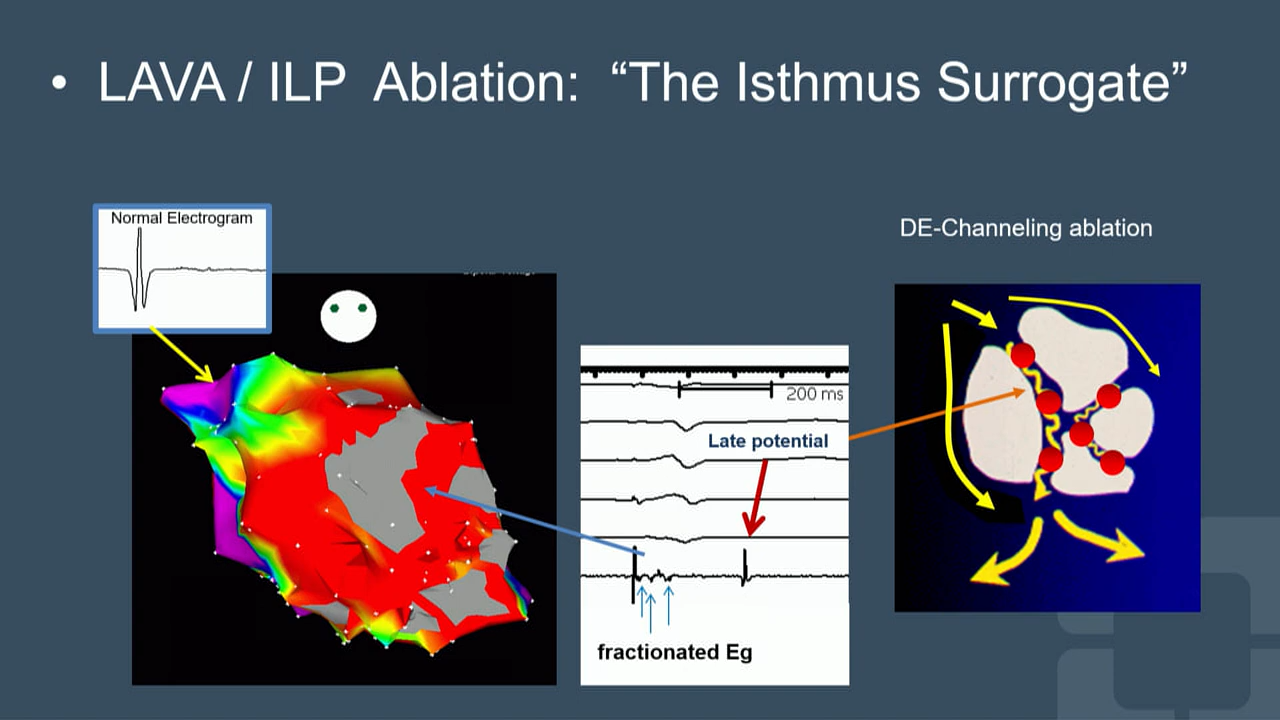 • LAVA / ILP Ablation: “The Isthmus Surrogate”
Normal Electrogram
DE-Channeling ablation
200 ms
Late potential
fractionated Eg